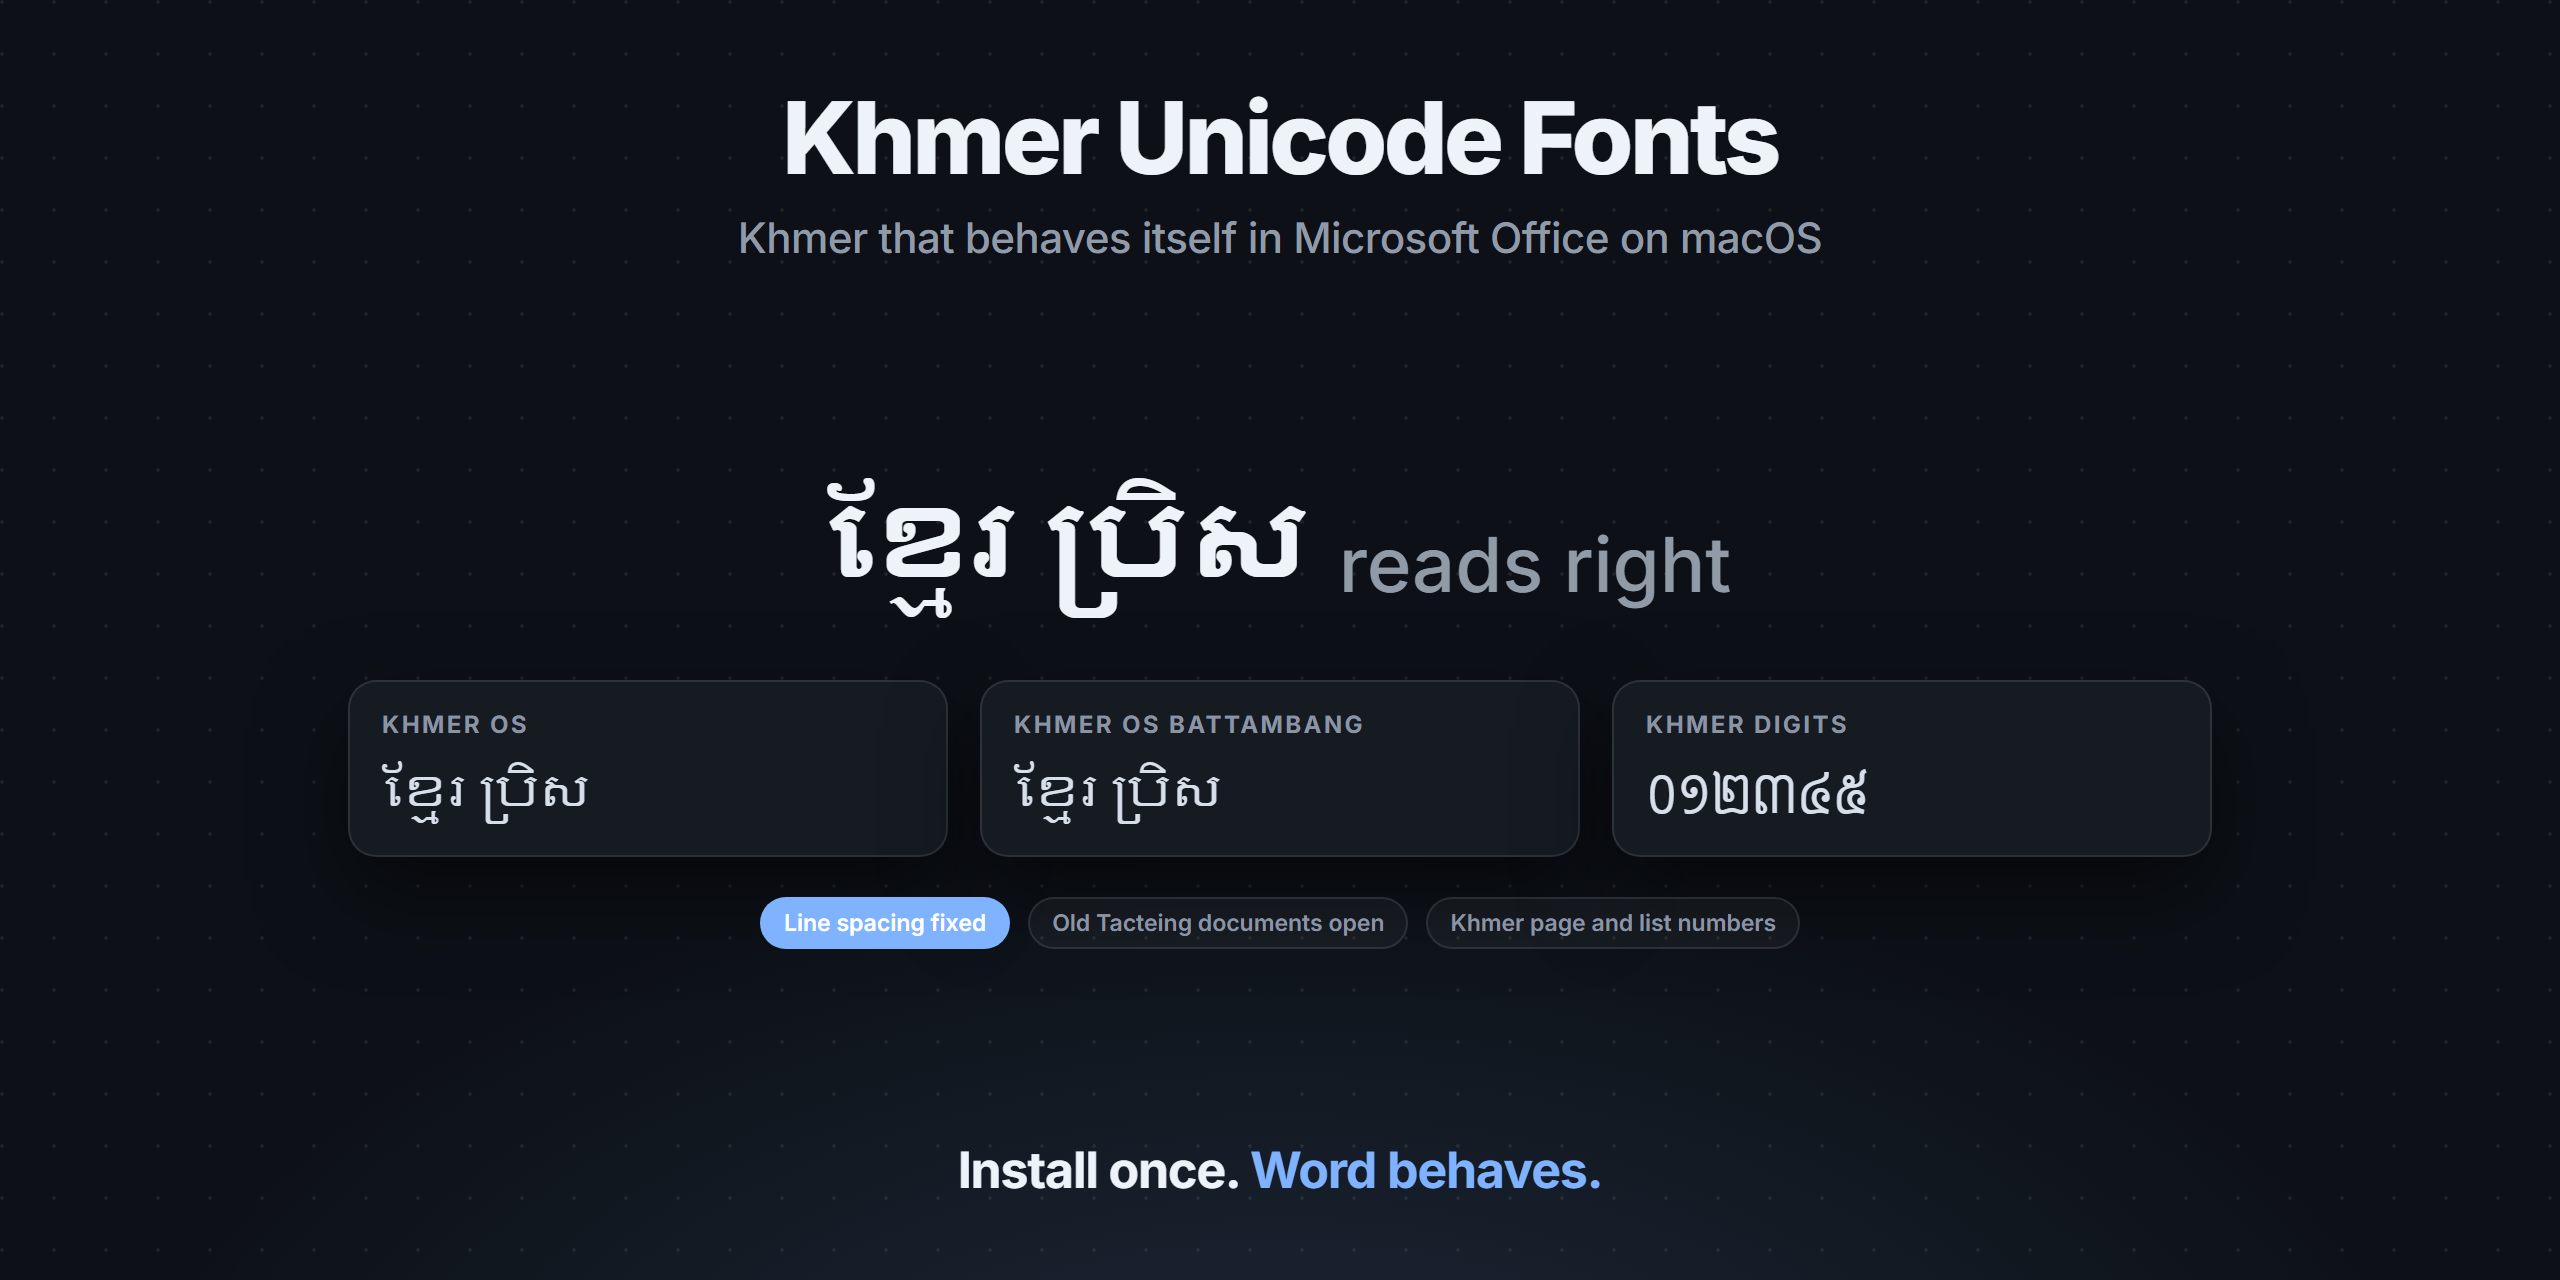 Khmer Unicode Fonts
Khmer that behaves itself in Microsoft Office on macOS
ខ្មែរ ប្រិស reads right
KHMER OS
ខ្មែរ ប្រិស
KHMER OS BATTAMBANG
ខ្មែរ ប្រិស
KHMER DIGITS
០១២៣៤៥
Line spacing fixed
Old Tacteing documents open
Khmer page and list numbers
Install once. Word behaves.